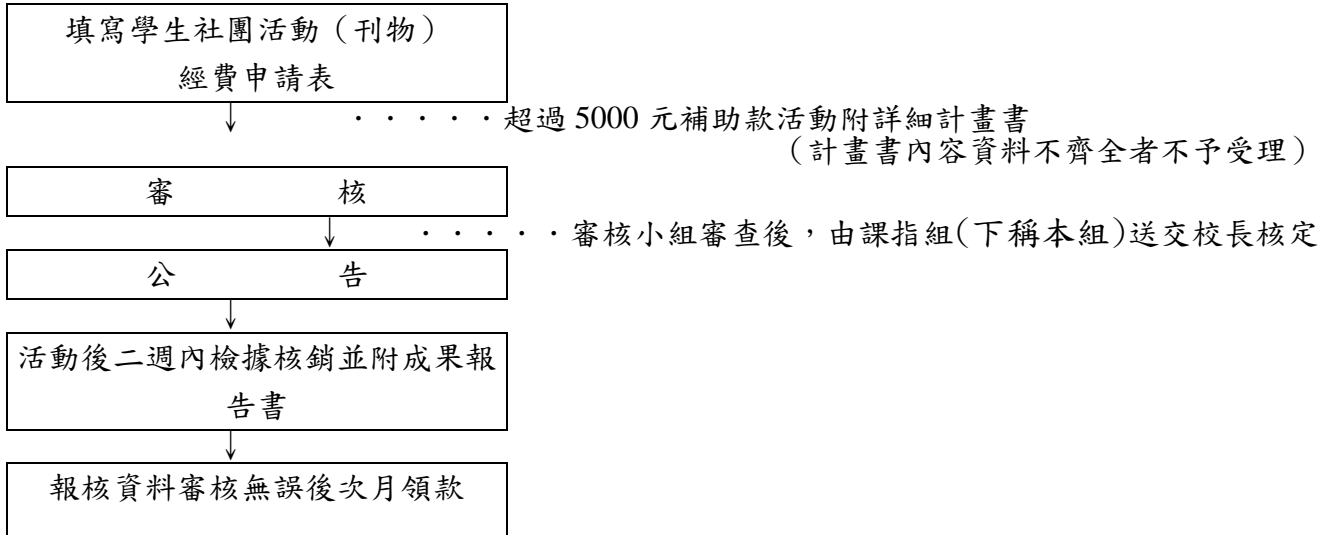 填寫學生社團活動（刊物）
經費申請表
↓ ‧‧‧‧‧超過 5000 元補助款活動附詳細計畫書
（計畫書內容資料不齊全者不予受理）
審 核
↓ ‧‧‧‧‧審核小組審查後，由課指組(下稱本組)送交校長核定
公 告
↓
活動後二週內檢據核銷並附成果報
告書
↓
報核資料審核無誤後次月領款